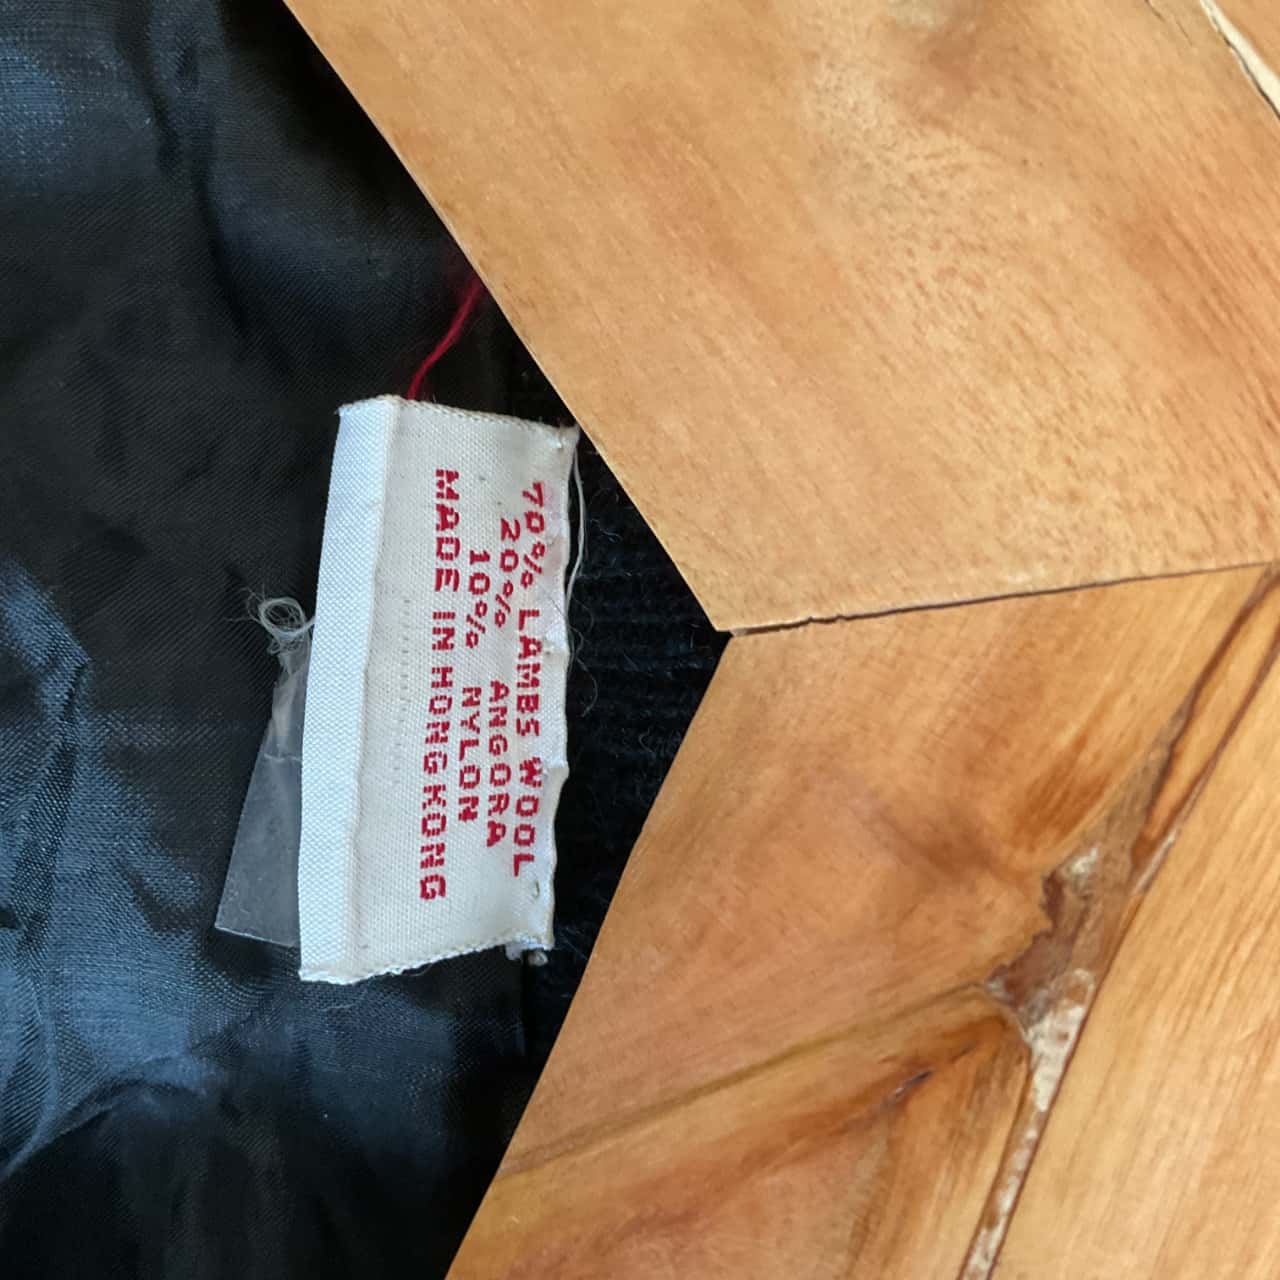 70% LAMBS WOOL
20% ANGORA
10% NYLON
MADE IN HONG KONG